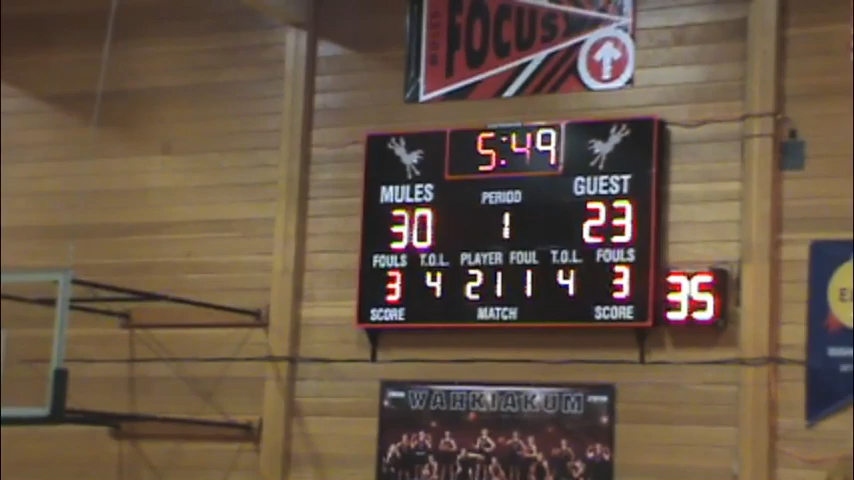 MULES
FOCUS
5:49
MULES PERIOD GUEST
30 1 23
FOULS T.O.L. PLAYER FOUL T.O.L. FOULS
3 4 21 1 4 3
SCORE MATCH SCORE
35
WAHKIAKUM